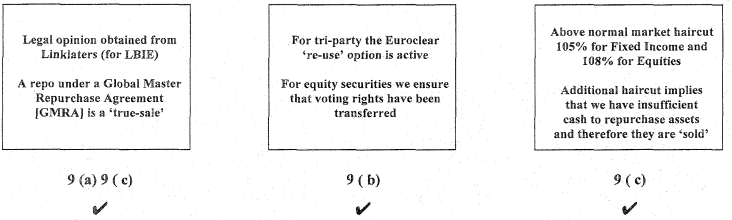 Legal opinion obtained from
Linklaters (for LBIE)
A repo under a Global Master
Repurchase Agreement
[GMRA] is a ‘true-sale’
9 (a) 9 ( c)
✓
For tri-party the Euroclear
‘re-use’ option is active
For equity securities we ensure
that voting rights have been
transferred
9 ( b)
✓
Above normal market haircut
105% for Fixed Income and
108% for Equities
Additional haircut implies
that we have insufficient
cash to repurchase assets
and therefore they are ‘sold’
9 ( c)
✓